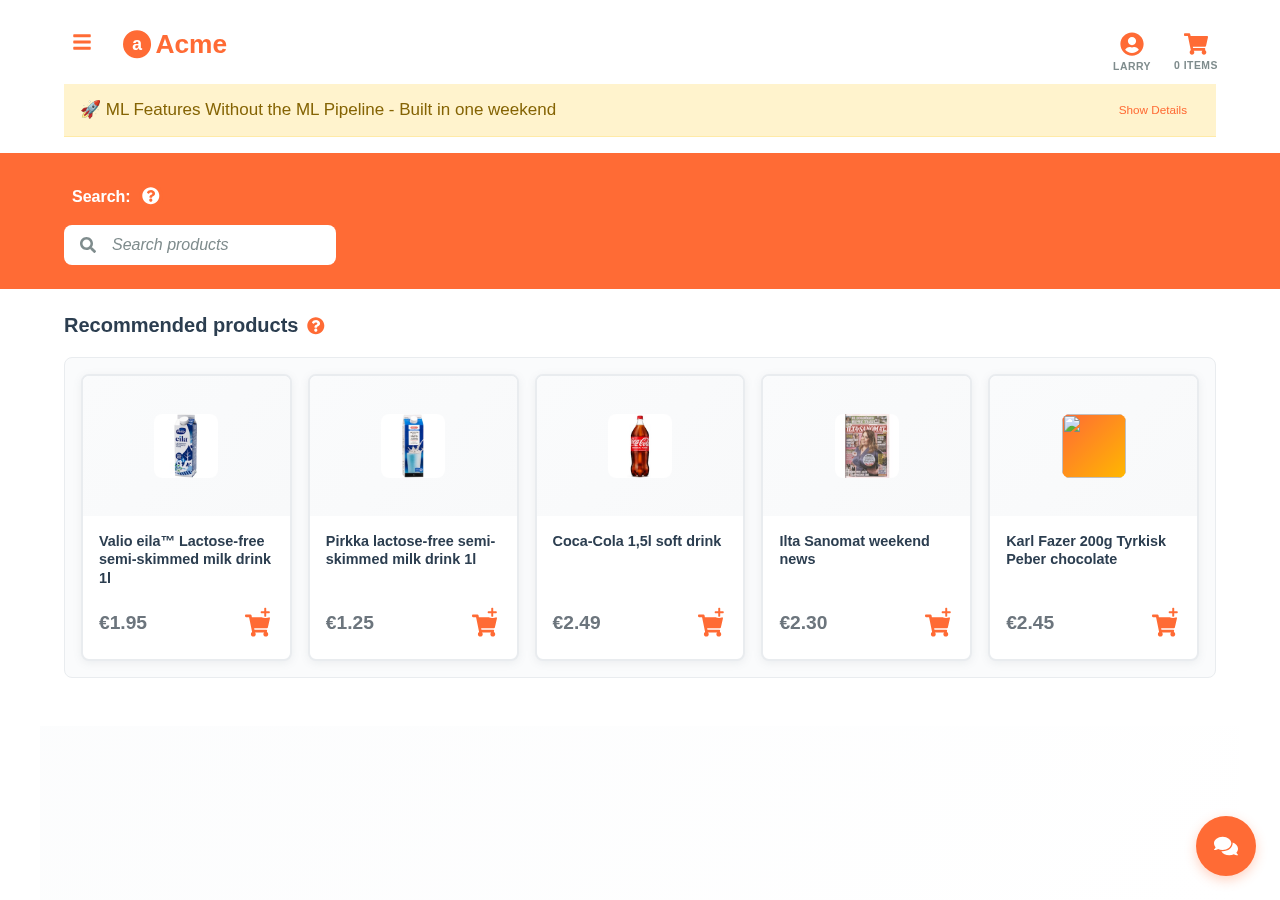 a Acme
LARRY
0 ITEMS
🚀 ML Features Without the ML Pipeline - Built in one weekend
Show Details
Search:
Search products
Recommended products
Valio eila™ Lactose-free
semi-skimmed milk drink
1l
€1.95
Pirkka lactose-free semi-
skimmed milk drink 1l
€1.25
Coca-Cola 1,5l soft drink
€2.49
Ilta Sanomat weekend
news
€2.30
Karl Fazer 200g Tyrkisk
Peber chocolate
€2.45